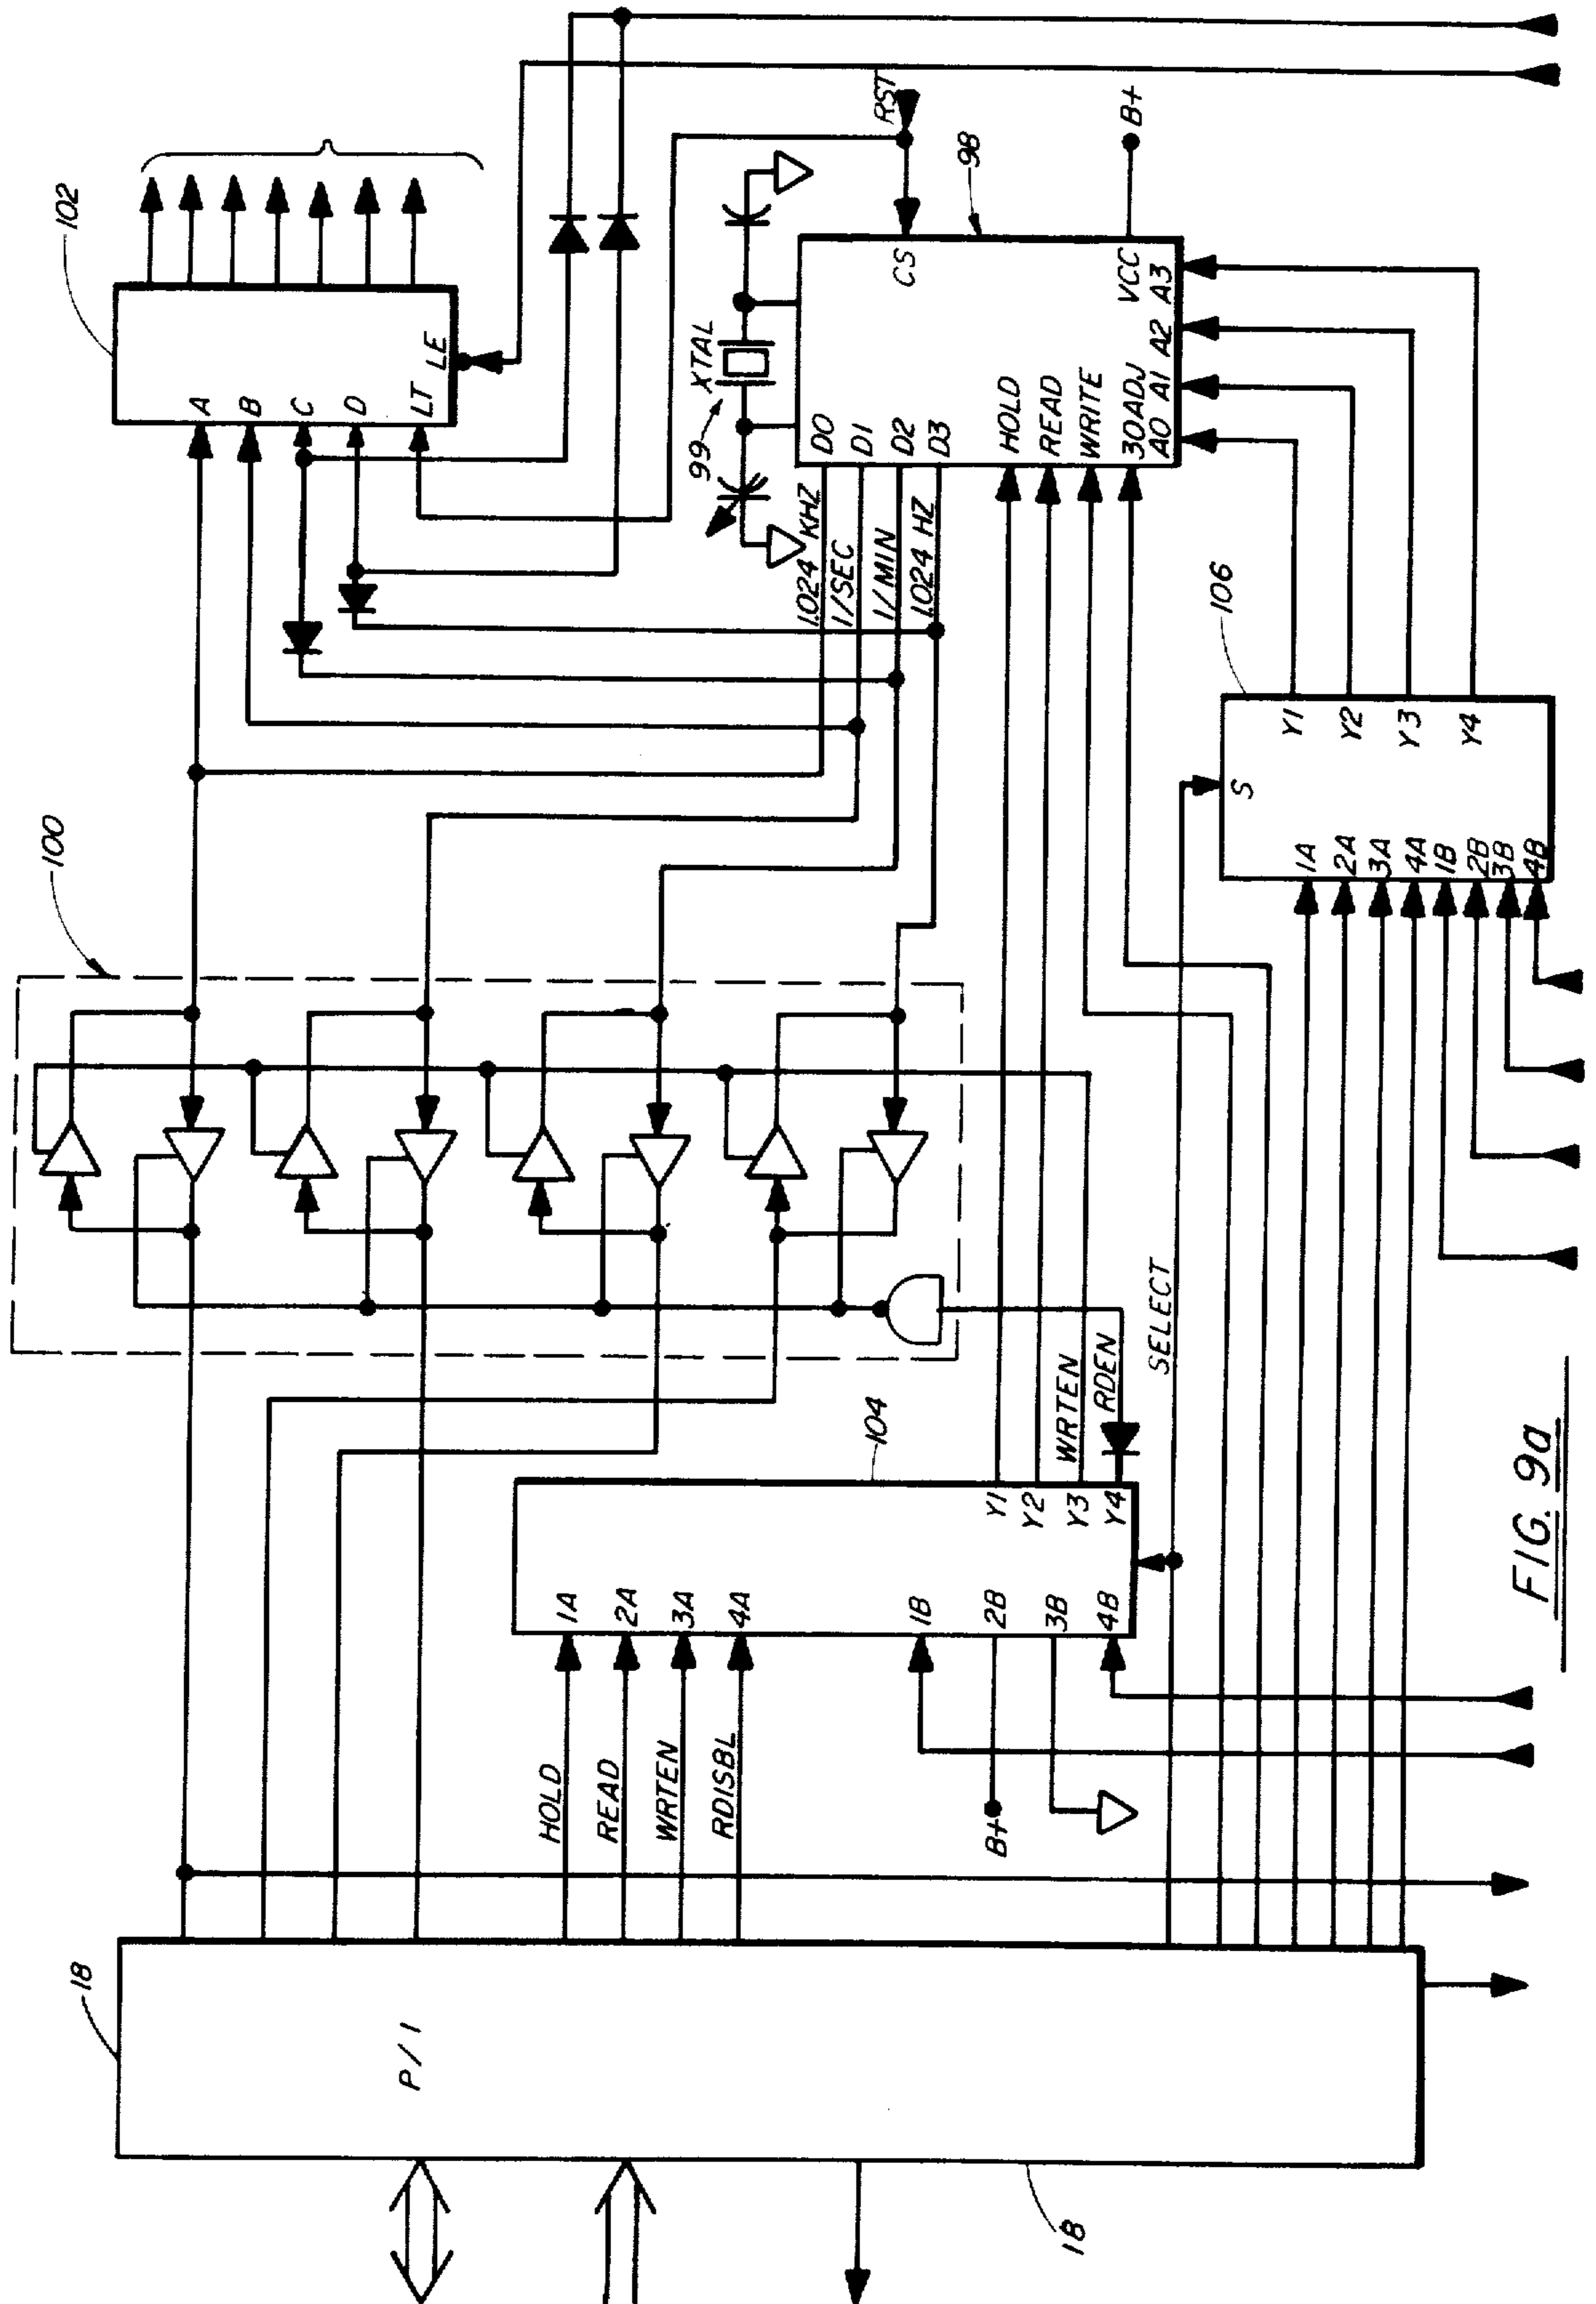 102
A
B
C
D
LT
LE
RST
XTAL
99
98
CS
B+
VCC
D0
D1
D2
D3
1.024 KHZ
1/SEC
1/MIN
1.024 HZ
HOLD
READ
WRITE
30ADJ
A0
A1
A2
A3
106
S
Y1
Y2
Y3
Y4
1A
2A
3A
4A
1B
2B
3B
4B
100
SELECT
WRTEN
RDEN
104
Y1
Y2
Y3
Y4
1A
2A
3A
4A
1B
2B
3B
4B
HOLD
READ
WRTEN
RDISBL
B+
18
P/I
18
FIG. 9a